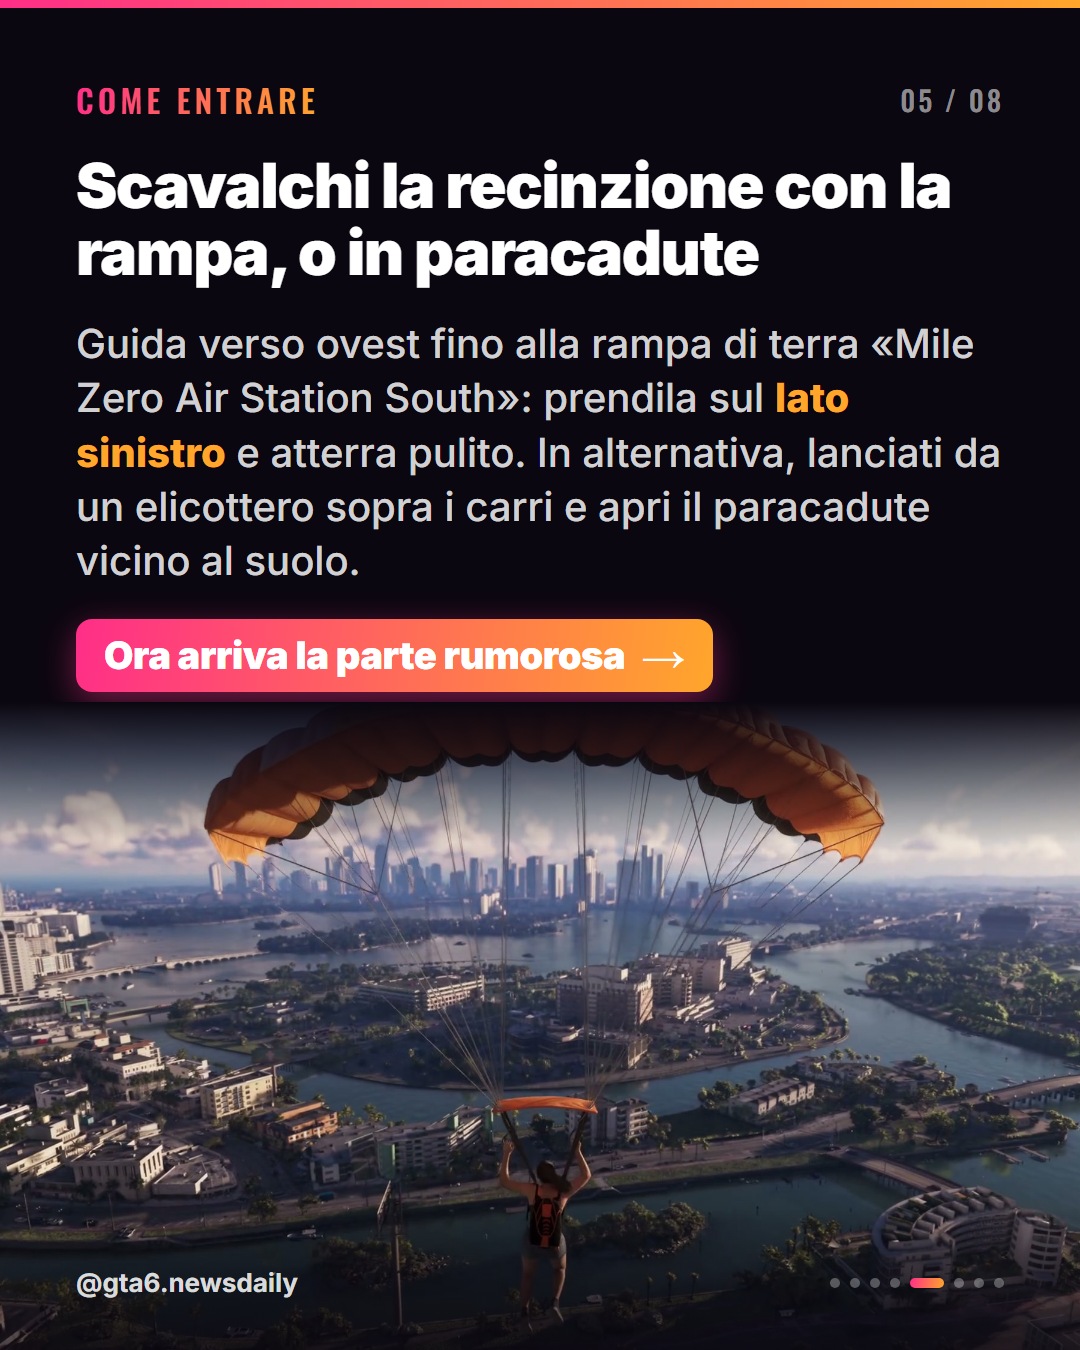 COME ENTRARE
05 / 08
Scavalchi la recinzione con la
rampa, o in paracadute
Guida verso ovest fino alla rampa di terra «Mile
Zero Air Station South»: prendila sul lato
sinistro e atterra pulito. In alternativa, lanciati da
un elicottero sopra i carri e apri il paracadute
vicino al suolo.
Ora arriva la parte rumorosa →
@gta6.newsdaily